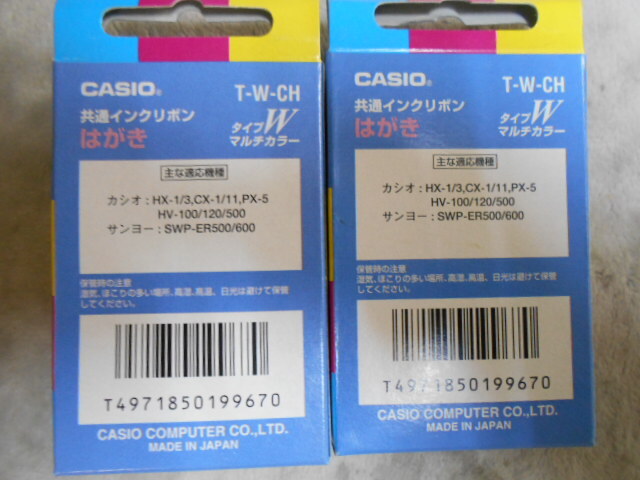 CASIO®
T-W-CH
共通インクリボン
はがき
タイプW
マルチカラー
主な適応機種
カシオ：HX-1/3,CX-1/11,PX-5
HV-100/120/500
サンヨー：SWP-ER500/600
保管時の注意
湿気、ほこりの多い場所、高湿、高温、日光は避けて保管
してください。
T4971850199670
CASIO COMPUTER CO.,LTD.
MADE IN JAPAN
CASIO®
T-W-CH
共通インクリボン
はがき
タイプW
マルチカラー
主な適応機種
カシオ：HX-1/3,CX-1/11,PX-5
HV-100/120/500
サンヨー：SWP-ER500/600
保管時の注意
湿気、ほこりの多い場所、高湿、高温、日光は避けて保管
してください。
T4971850199670
CASIO COMPUTER CO.,LTD.
MADE IN JAPAN